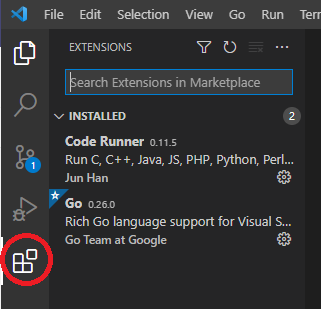 File Edit Selection View Go Run Term
EXTENSIONS
Search Extensions in Marketplace
INSTALLED 2
Code Runner 0.11.5
Run C, C++, Java, JS, PHP, Python, Perl...
Jun Han
1
Go 0.26.0
Rich Go language support for Visual S...
Go Team at Google